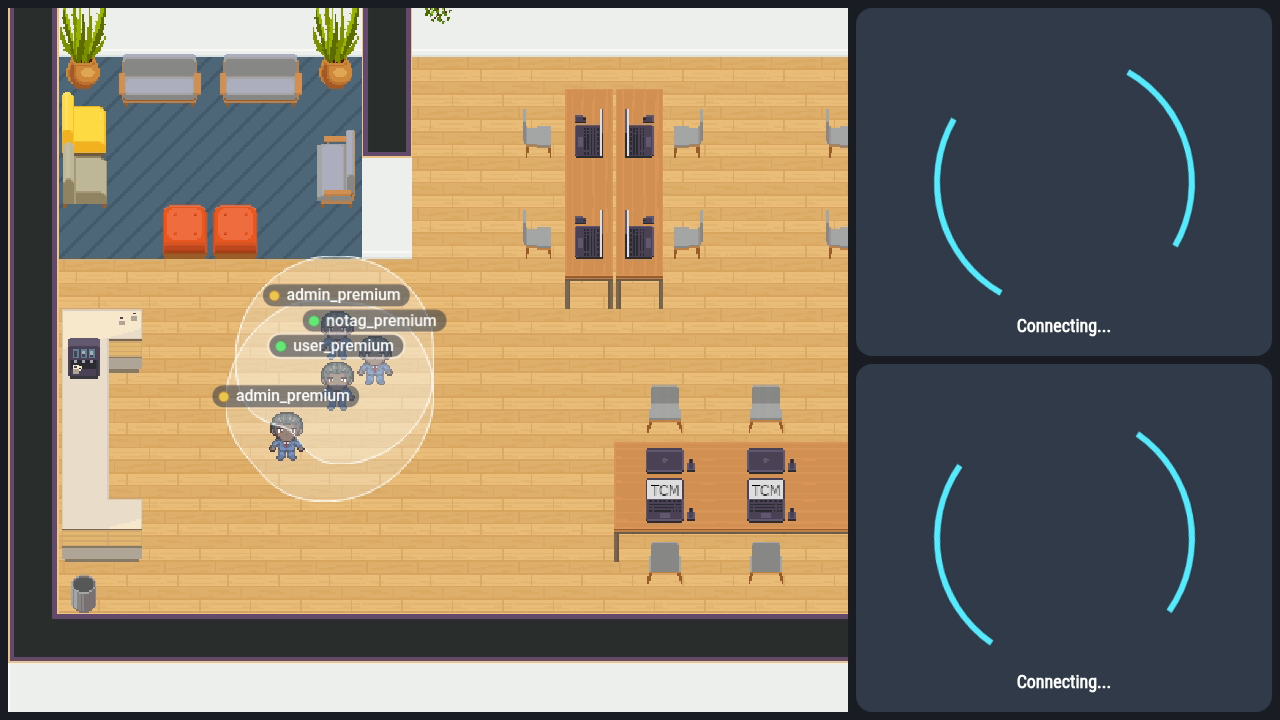 admin_premium
notag_premium
user_premium
admin_premium
TCM
TCM
Connecting...
Connecting...